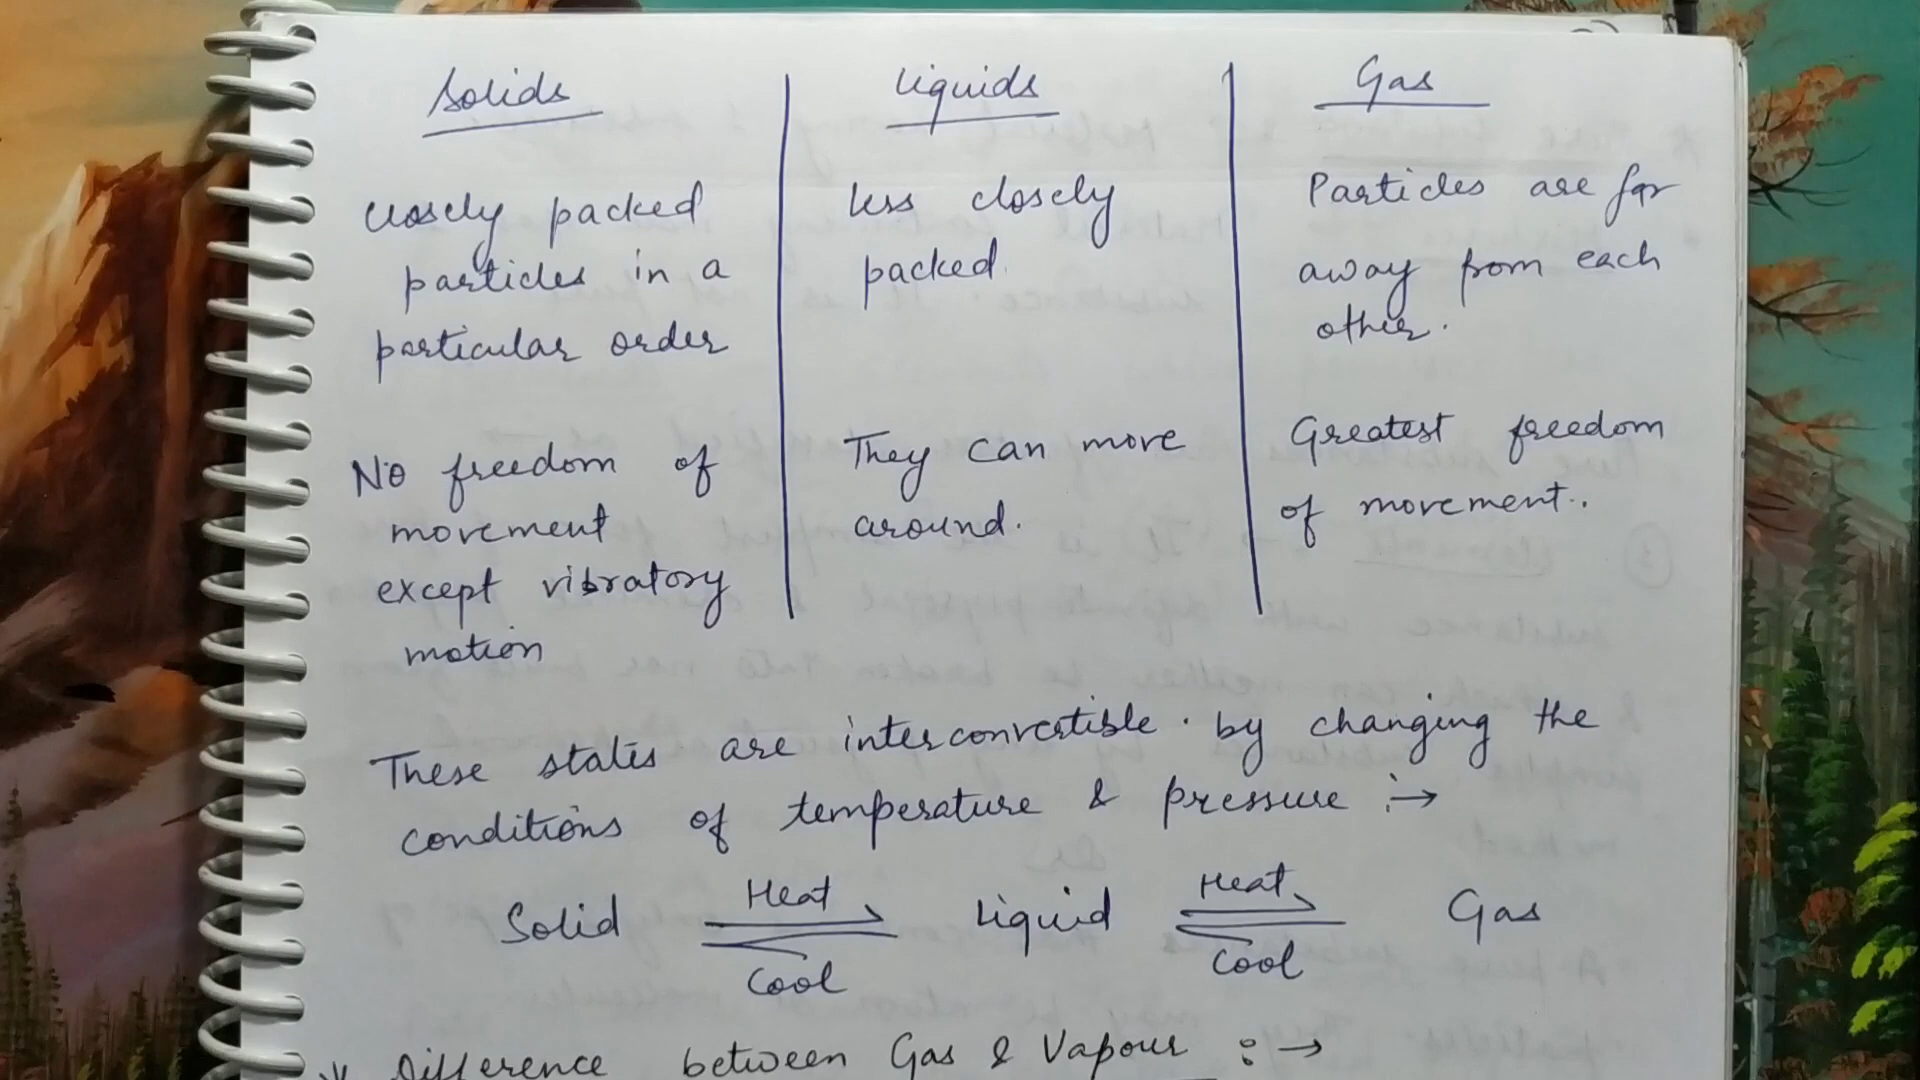 Solids
Liquids
Gas
Closely packed
particles in a
particular order
less closely
packed.
Particles are far
away from each
other.
No freedom of
movement
except vibratory
motion
They can move
around.
Greatest freedom
of movement..
These states are interconvertible. by changing the
conditions of temperature & pressure :→
Solid ⇌ Liquid ⇌ Gas
Heat
Cool
Heat
Cool
Difference between Gas & Vapour :→